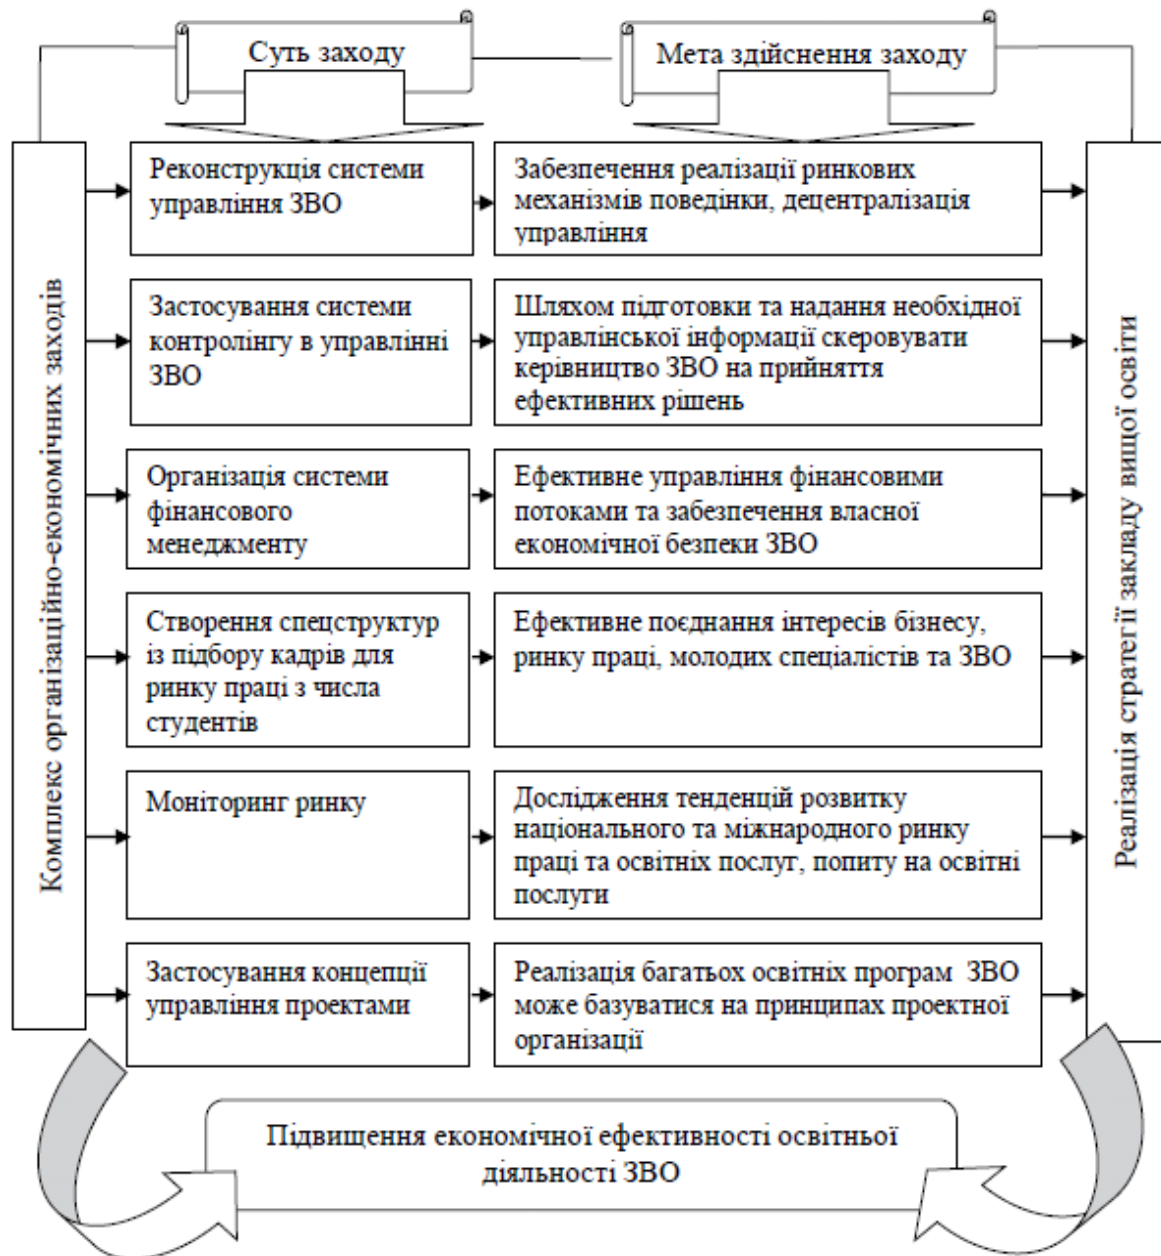 Суть заходу
Мета здійснення заходу
Комплекс організаційно-економічних заходів
Реконструкція системи
управління ЗВО
Забезпечення реалізації ринкових
механізмів поведінки, децентралізація
управління
Застосування системи
контролінгу в управлінні
ЗВО
Шляхом підготовки та надання необхідної
управлінської інформації скеровувати
керівництво ЗВО на прийняття
ефективних рішень
Організація системи
фінансового
менеджменту
Ефективне управління фінансовими
потоками та забезпечення власної
економічної безпеки ЗВО
Створення спецструктур
із підбору кадрів для
ринку праці з числа
студентів
Ефективне поєднання інтересів бізнесу,
ринку праці, молодих спеціалістів та ЗВО
Моніторинг ринку
Дослідження тенденцій розвитку
національного та міжнародного ринку
праці та освітніх послуг, попиту на освітні
послуги
Застосування концепції
управління проектами
Реалізація багатьох освітніх програм ЗВО
може базуватися на принципах проектної
організації
Реалізація стратегії закладу вищої освіти
Підвищення економічної ефективності освітньої
діяльності ЗВО